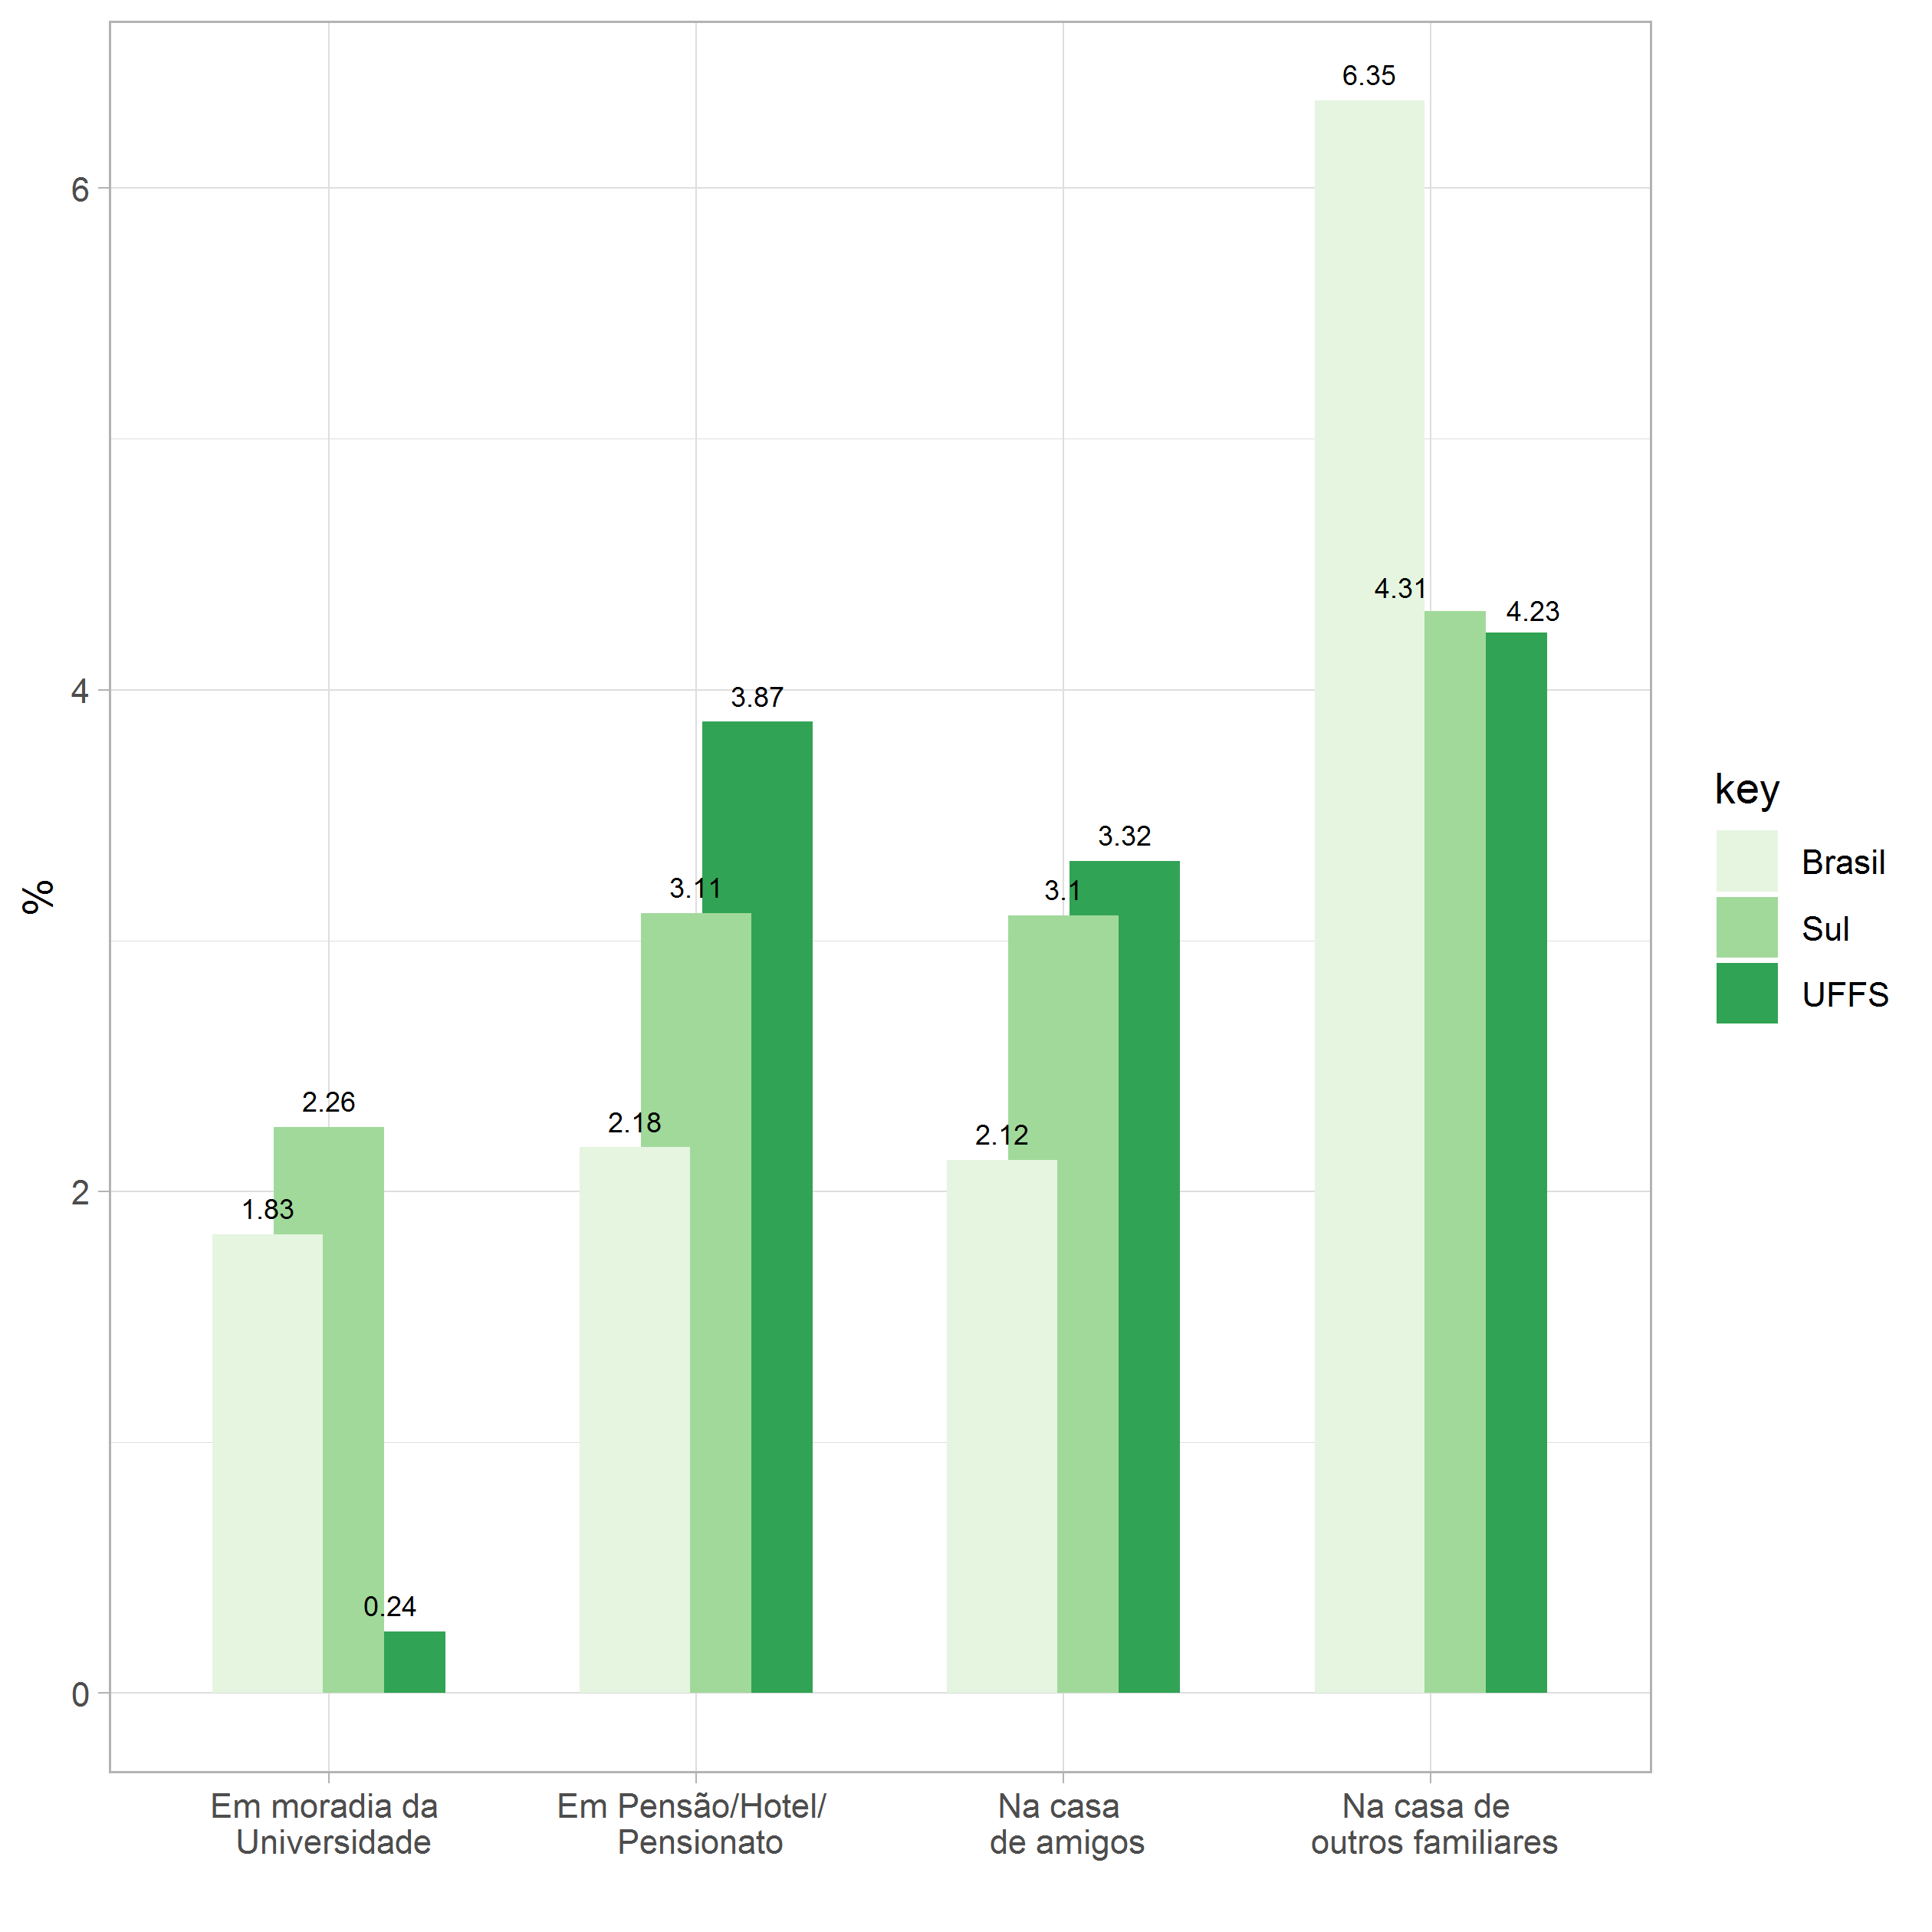 6.35
6
4.31
4.23
4
3.87
3.32
3.11
3.1
%
key
Brasil
Sul
UFFS
2.26
2.18
2.12
2
1.83
0.24
0
Em moradia da
Universidade
Em Pensão/Hotel/
Pensionato
Na casa
de amigos
Na casa de
outros familiares